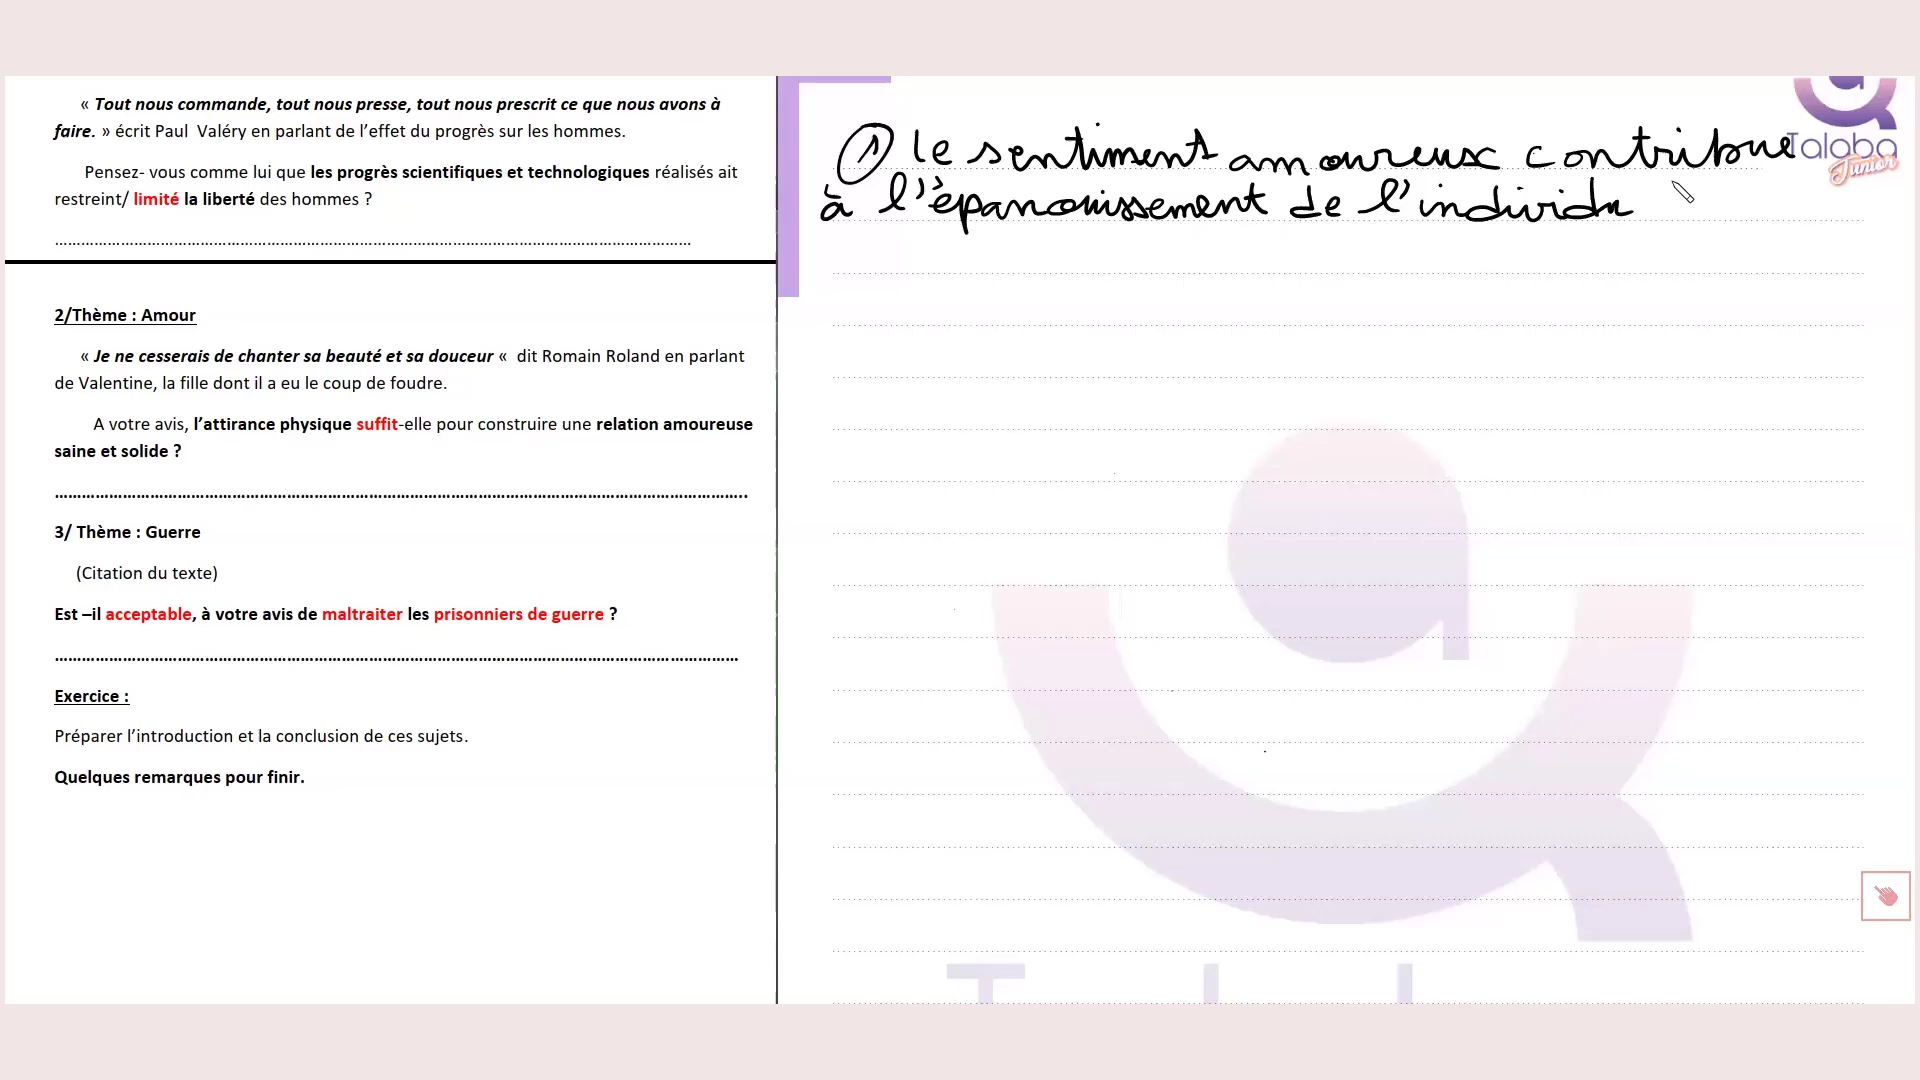 « Tout nous commande, tout nous presse, tout nous prescrit ce que nous avons à
faire. » écrit Paul Valéry en parlant de l’effet du progrès sur les hommes.
Pensez- vous comme lui que les progrès scientifiques et technologiques réalisés ait
restreint/ limité la liberté des hommes ?
2/Thème : Amour
« Je ne cesserais de chanter sa beauté et sa douceur « dit Romain Roland en parlant
de Valentine, la fille dont il a eu le coup de foudre.
A votre avis, l’attirance physique suffit-elle pour construire une relation amoureuse
saine et solide ?
3/ Thème : Guerre
(Citation du texte)
Est –il acceptable, à votre avis de maltraiter les prisonniers de guerre ?
Exercice :
Préparer l’introduction et la conclusion de ces sujets.
Quelques remarques pour finir.
① le sentiment amoureux contribue
à l'épanouissement de l'individu
Taloba
Junior